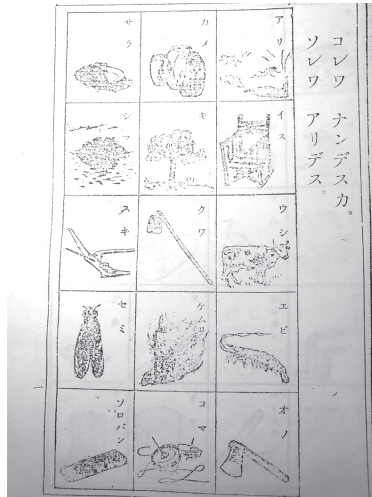 コレワ ナンデスカ。
ソレワ アリデス。
アリ
イス
ウシ
エビ
オノ
カメ
キ
クワ
ケムリ
コマ
サラ
シマ
スキ
セミ
ソロバン